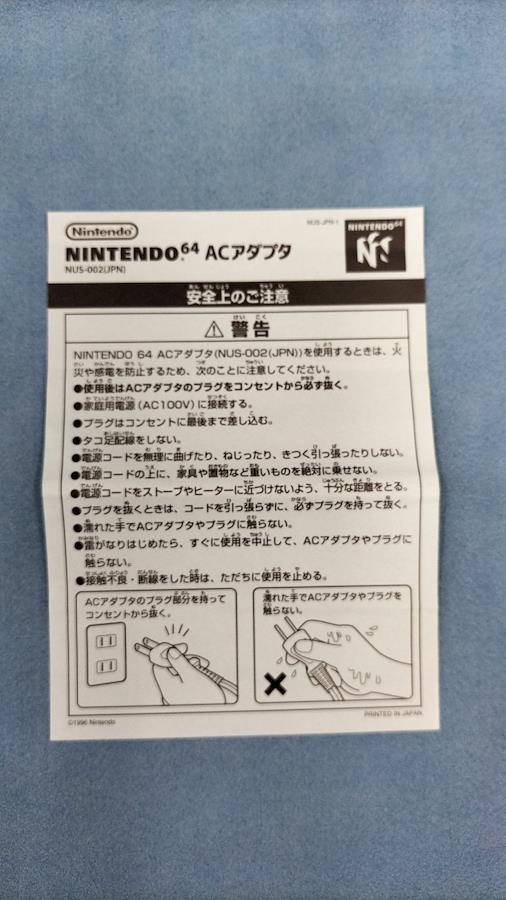 Nintendo
NUS-JPN-1
NINTENDO64 ACアダプタ
NUS-002(JPN)
NINTENDO64
安全上のご注意
警告
NINTENDO 64 ACアダプタ(NUS-002(JPN))を使用するときは、火
災や感電を防止するため、次のことに注意してください。
●使用後はACアダプタのプラグをコンセントから必ず抜く。
●家庭用電源(AC100V)に接続する。
●プラグはコンセントに最後まで差し込む。
●タコ足配線をしない。
●電源コードを無理に曲げたり、ねじったり、きつく引っ張ったりしない。
●電源コードの上に、家具や置物など重いものを絶対に乗せない。
●電源コードをストーブやヒーターに近づけないよう、十分な距離をとる。
●プラグを抜くときは、コードを引っ張らずに、必ずプラグを持って抜く。
●濡れた手でACアダプタやプラグに触らない。
●雷がなりはじめたら、すぐに使用を中止して、ACアダプタやプラグに
触らない。
●接触不良・断線をした時は、ただちに使用を止める。
ACアダプタのプラグ部分を持って
コンセントから抜く。
濡れた手でACアダプタやプラグを
触らない。
©1996 Nintendo
PRINTED IN JAPAN